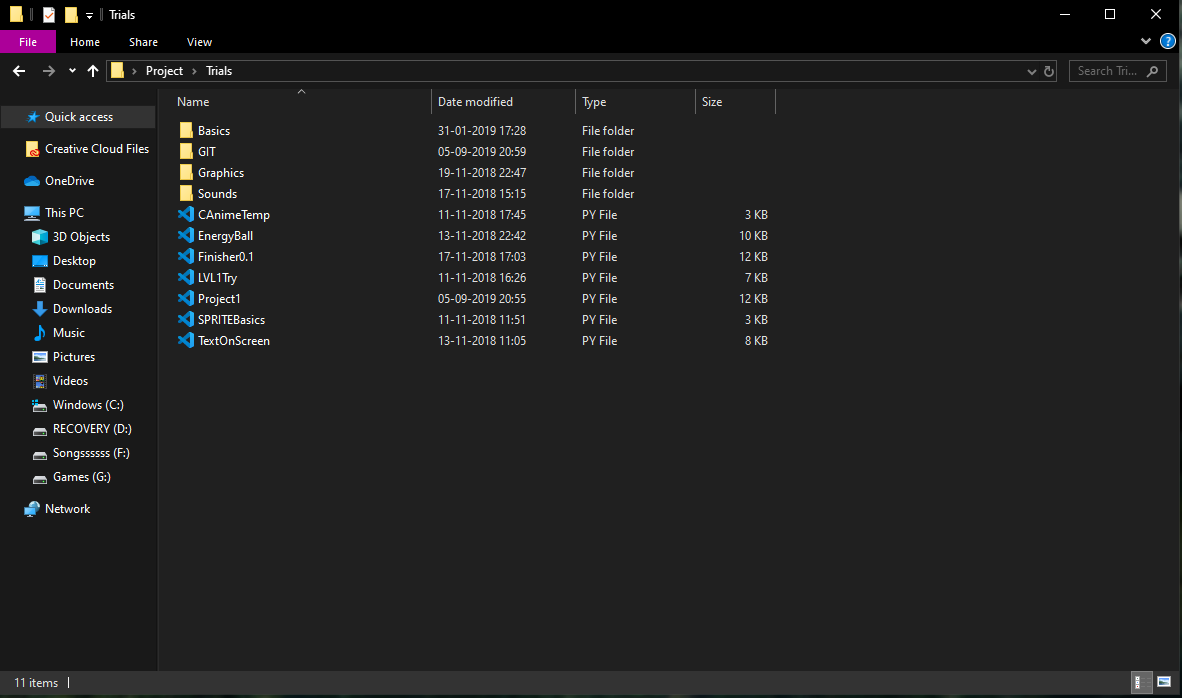 Trials
File Home Share View
Project Trials Search Tri...
Name Date modified Type Size
Quick access
Creative Cloud Files
OneDrive
This PC
3D Objects
Desktop
Documents
Downloads
Music
Pictures
Videos
Windows (C:)
RECOVERY (D:)
Songssssss (F:)
Games (G:)
Network
Basics 31-01-2019 17:28 File folder
GIT 05-09-2019 20:59 File folder
Graphics 19-11-2018 22:47 File folder
Sounds 17-11-2018 15:15 File folder
CAnimeTemp 11-11-2018 17:45 PY File 3 KB
EnergyBall 13-11-2018 22:42 PY File 10 KB
Finisher0.1 17-11-2018 17:03 PY File 12 KB
LVL1Try 11-11-2018 16:26 PY File 7 KB
Project1 05-09-2019 20:55 PY File 12 KB
SPRITEBasics 11-11-2018 11:51 PY File 3 KB
TextOnScreen 13-11-2018 11:05 PY File 8 KB
11 items